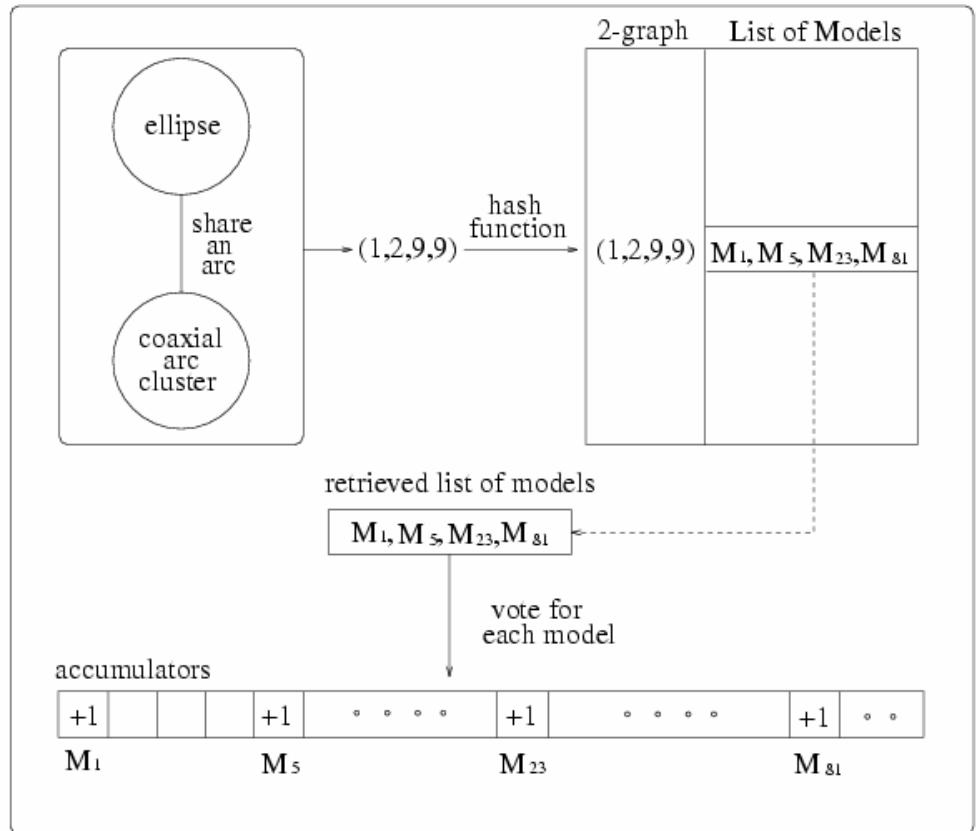 2-graph
List of Models
ellipse
share
an
arc
coaxial
arc
cluster
(1,2,9,9)
hash
function
(1,2,9,9)
M1, M5, M23, M81
retrieved list of models
M1, M5, M23, M81
vote for
each model
accumulators
+1 +1 +1 +1
M1 M5 M23 M81